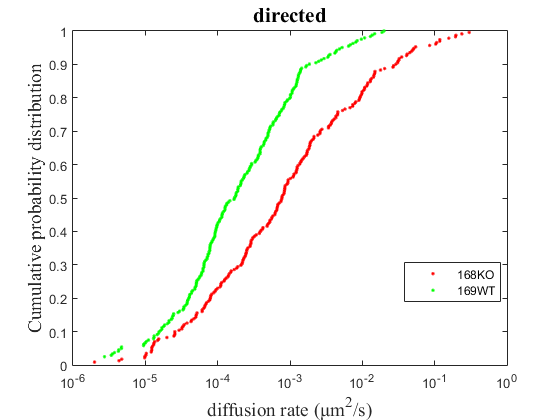 directed
1
0.9
0.8
0.7
0.6
0.5
0.4
0.3
0.2
0.1
0
Cumulative probability distribution
168KO
169WT
10^-6 10^-5 10^-4 10^-3 10^-2 10^-1 10^0
diffusion rate (μm^2/s)